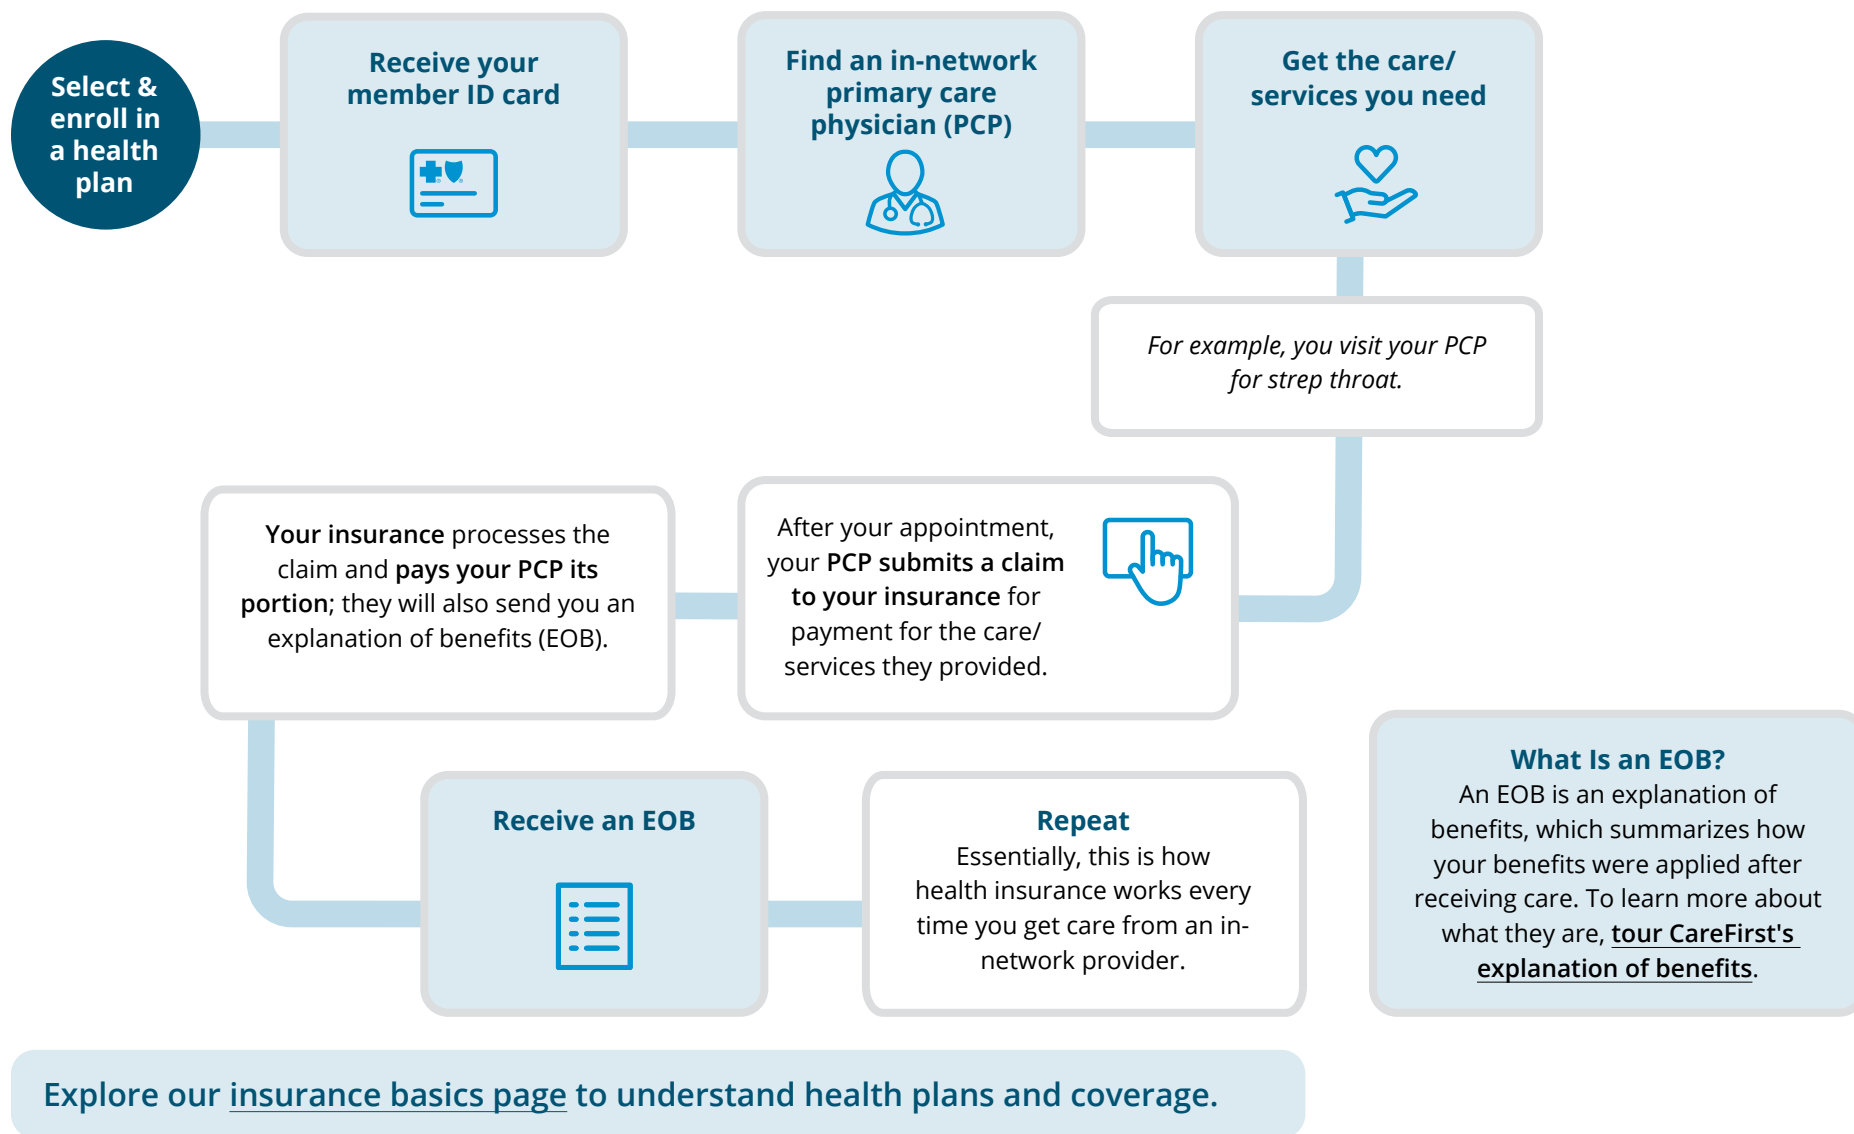 Select &
enroll in
a health
plan
Receive your
member ID card
Find an in-network
primary care
physician (PCP)
Get the care/
services you need
For example, you visit your PCP
for strep throat.
After your appointment,
your PCP submits a claim
to your insurance for
payment for the care/
services they provided.
Your insurance processes the
claim and pays your PCP its
portion; they will also send you an
explanation of benefits (EOB).
Receive an EOB
Repeat
Essentially, this is how
health insurance works every
time you get care from an in-
network provider.
What Is an EOB?
An EOB is an explanation of
benefits, which summarizes how
your benefits were applied after
receiving care. To learn more about
what they are, tour CareFirst's
explanation of benefits.
Explore our insurance basics page to understand health plans and coverage.